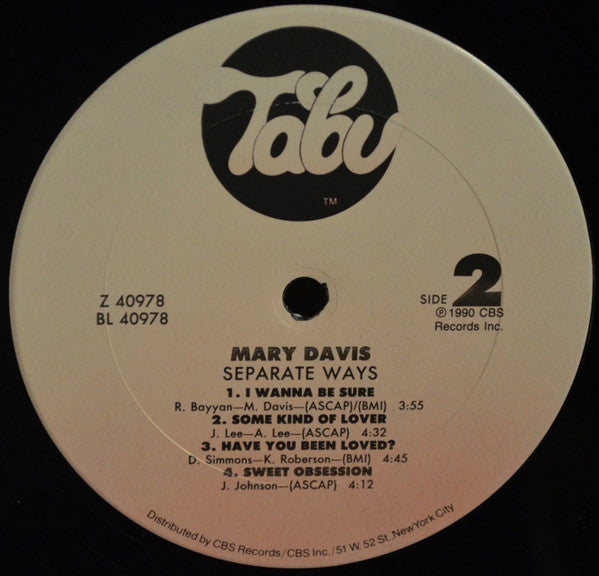 Tabu
TM
Z 40978
BL 40978
SIDE 2
℗1990 CBS
Records Inc.
MARY DAVIS
SEPARATE WAYS
1. I WANNA BE SURE
R. Bayyan—M. Davis—(ASCAP)/(BMI) 3:55
2. SOME KIND OF LOVER
J. Lee—A. Lee—(ASCAP) 4:32
3. HAVE YOU BEEN LOVED?
D. Simmons—K. Roberson—(BMI) 4:45
4. SWEET OBSESSION
J. Johnson—(ASCAP) 4:12
Distributed by CBS Records/CBS Inc./51 W. 52 St. New York City